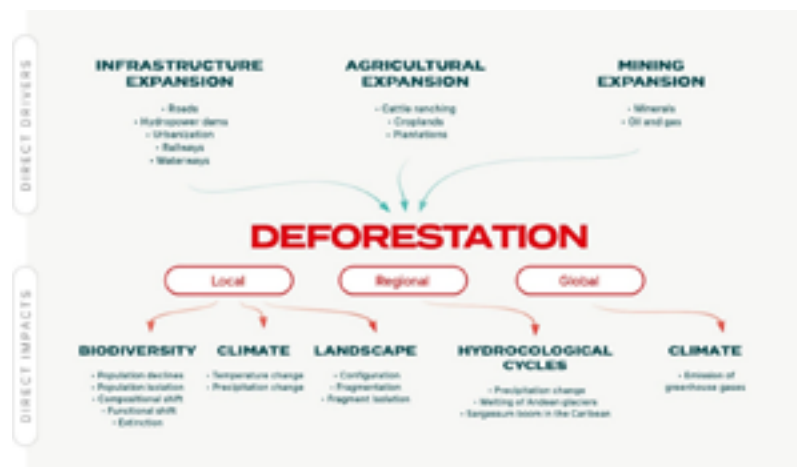 DIRECT DRIVERS
INFRASTRUCTURE
EXPANSION
- Roads
- Hydropower dams
- Urbanization
- Railways
- Waterways
AGRICULTURAL
EXPANSION
- Cattle ranching
- Croplands
- Plantations
MINING
EXPANSION
- Minerals
- Oil and gas
DEFORESTATION
Local
Regional
Global
DIRECT IMPACTS
BIODIVERSITY
- Population declines
- Population isolation
- Compositional shift
- Functional shift
- Extinction
CLIMATE
- Temperature change
- Precipitation change
LANDSCAPE
- Configuration
- Fragmentation
- Fragment isolation
HYDROCOLOGICAL
CYCLES
- Precipitation change
- Melting of Andean glaciers
- Sargassum boom in the Caribbean
CLIMATE
- Emission of
greenhouse gases